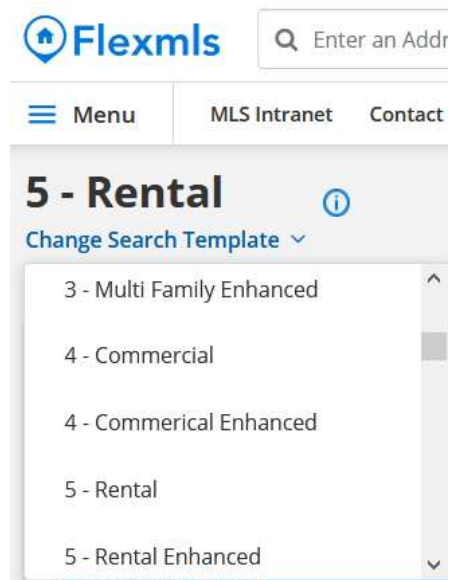 Flexmls
Enter an Addr
Menu MLS Intranet Contact
5 - Rental
Change Search Template
3 - Multi Family Enhanced
4 - Commercial
4 - Commerical Enhanced
5 - Rental
5 - Rental Enhanced